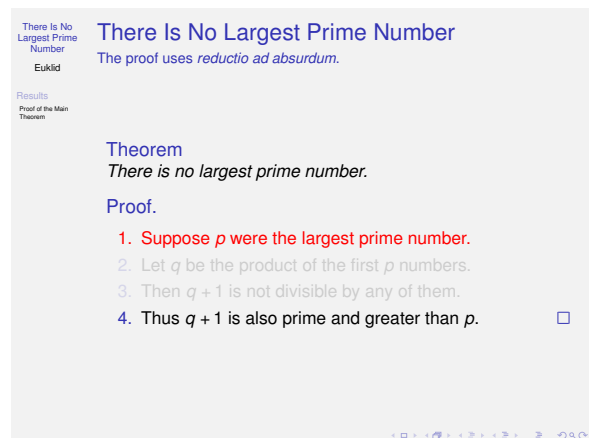 There Is No
Largest Prime
Number
Euklid
Results
Proof of the Main
Theorem
There Is No Largest Prime Number
The proof uses reductio ad absurdum.
Theorem
There is no largest prime number.
Proof.
1. Suppose p were the largest prime number.
2. Let q be the product of the first p numbers.
3. Then q + 1 is not divisible by any of them.
4. Thus q + 1 is also prime and greater than p.